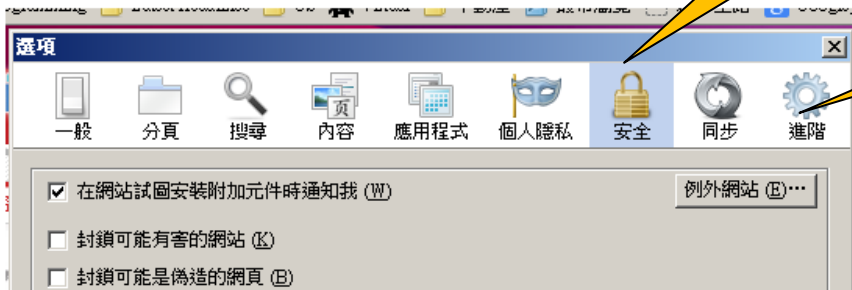 選項
一般 分頁 搜尋 内容 應用程式 個人隱私 安全 同步 進階
在網站試圖安裝附加元件時通知我 (W) 例外網站 (E)…
封鎖可能有害的網站 (K)
封鎖可能是偽造的網頁 (B)